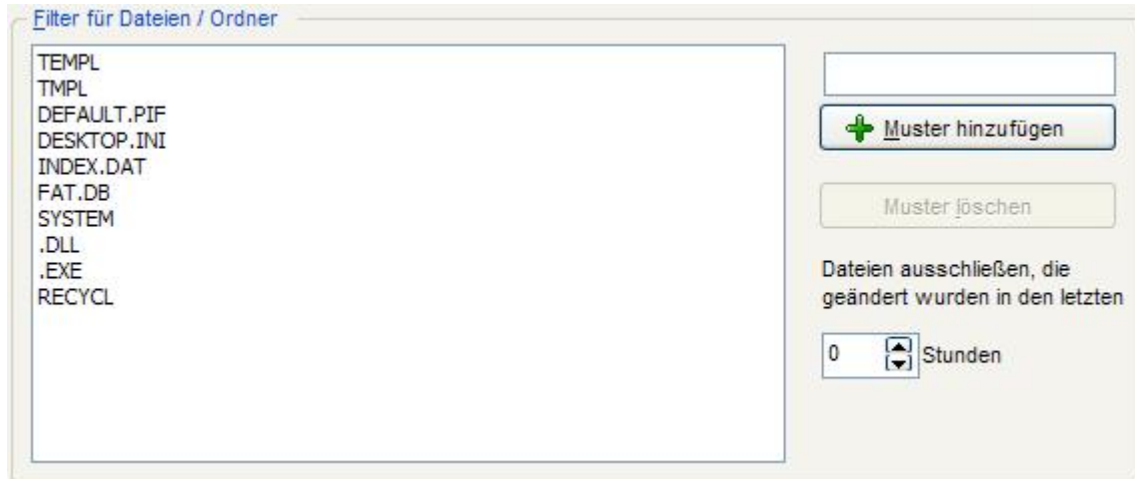 Filter für Dateien / Ordner
TEMPL
TMPL
DEFAULT.PIF
DESKTOP.INI
INDEX.DAT
FAT.DB
SYSTEM
.DLL
.EXE
RECYCL
Muster hinzufügen
Muster löschen
Dateien ausschließen, die
geändert wurden in den letzten
0 Stunden